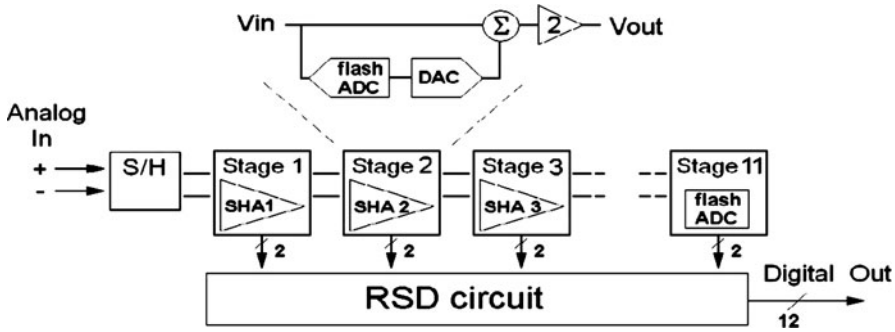 Vin
Σ
2
Vout
flash
ADC
DAC
Analog
In
+
-
S/H
Stage 1
SHA1
Stage 2
SHA 2
Stage 3
SHA 3
Stage 11
flash
ADC
2
2
2
2
RSD circuit
Digital Out
12